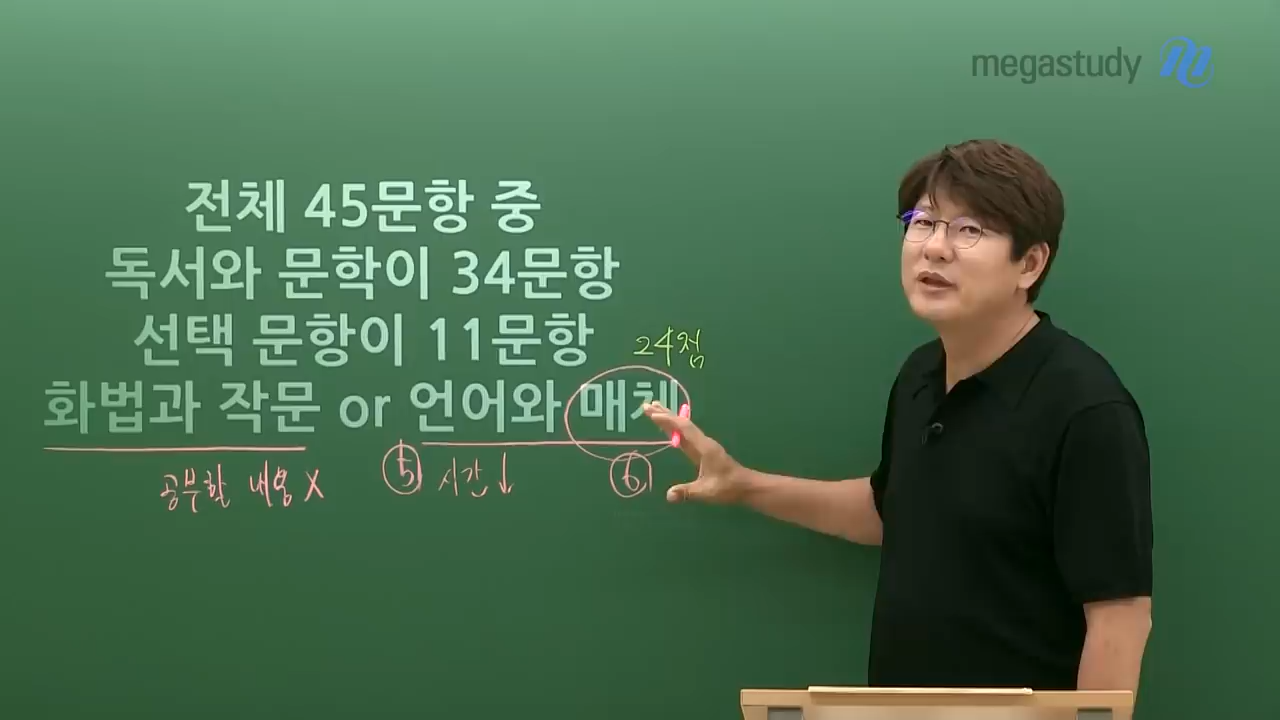 megastudy
전체 45문항 중
독서와 문학이 34문항
선택 문항이 11문항
24점
화법과 작문 or 언어와 매체
공부할 내용 X
⑤ 시간↓
⑥